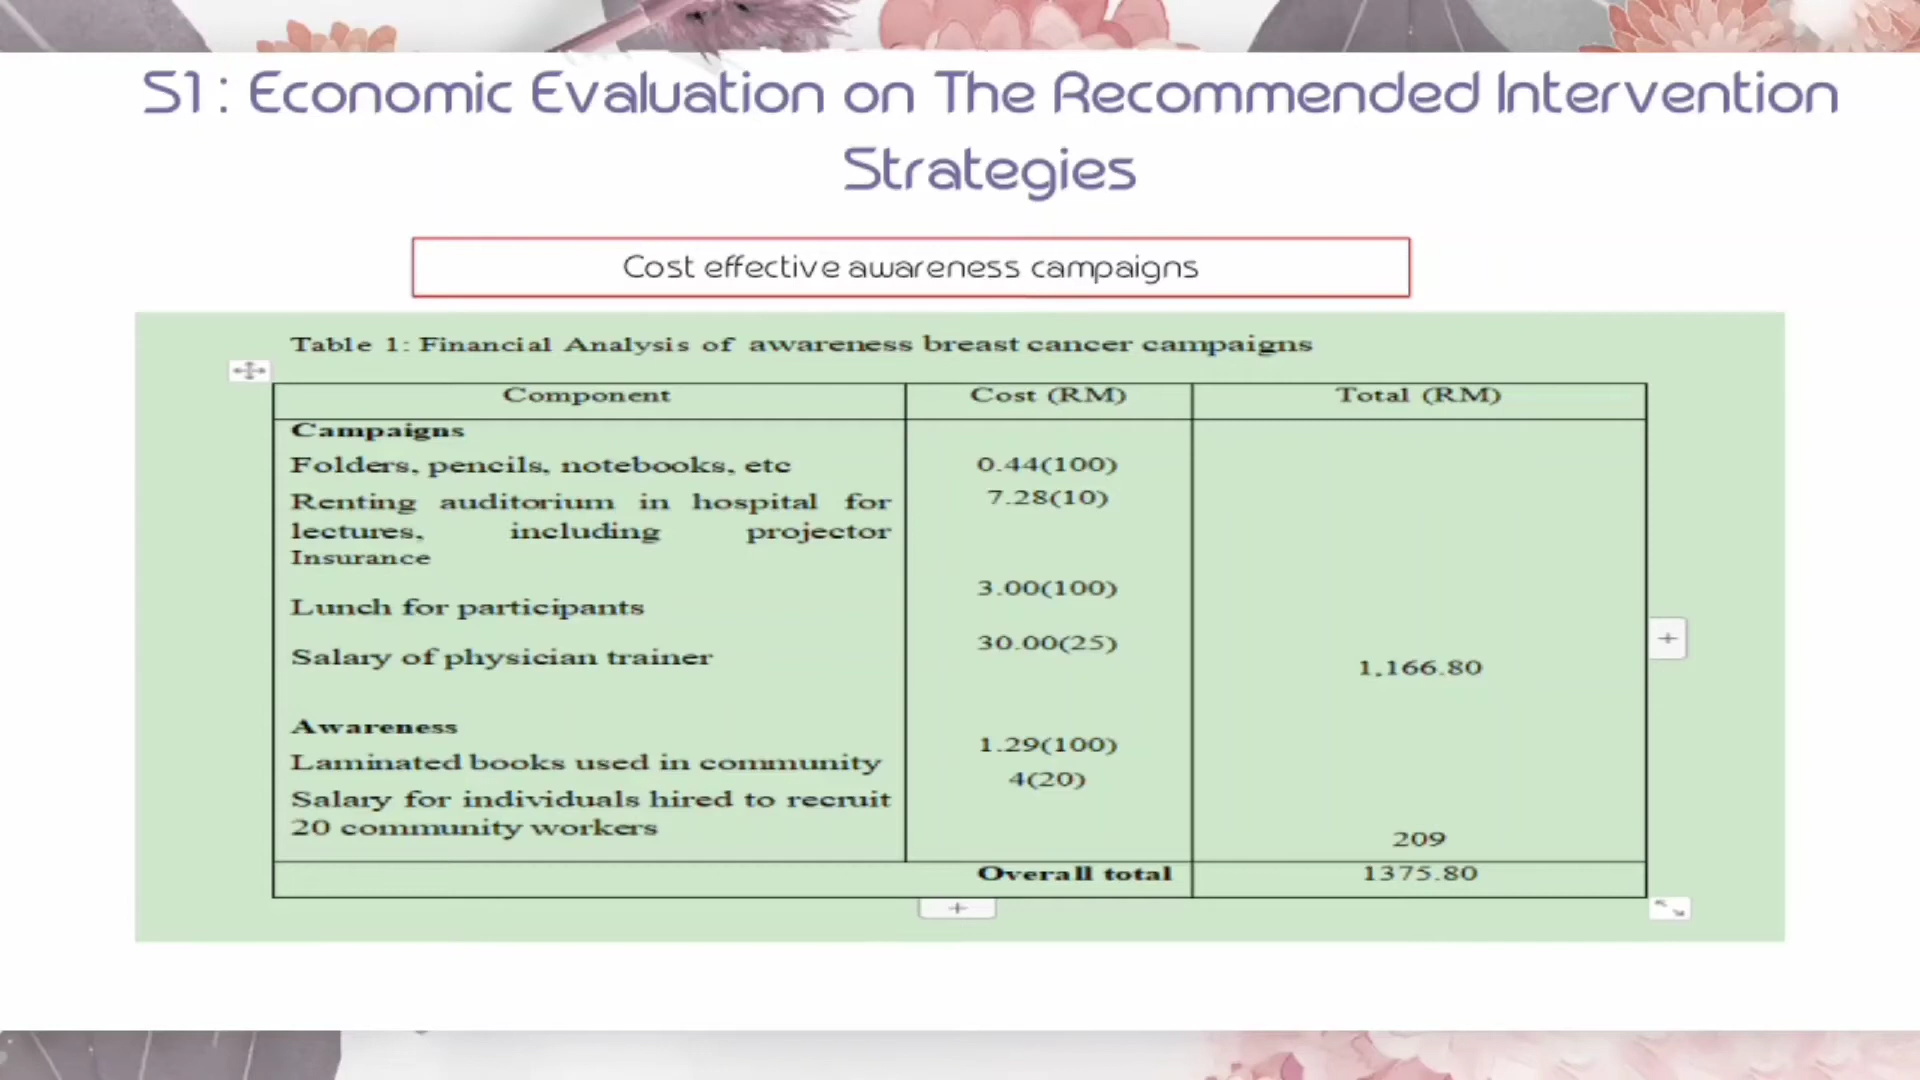 S1 : Economic Evaluation on The Recommended Intervention
Strategies
Cost effective awareness campaigns
Table 1: Financial Analysis of awareness breast cancer campaigns
Component Cost (RM) Total (RM)
Campaigns
Folders, pencils, notebooks, etc 0.44(100)
Renting auditorium in hospital for 7.28(10)
lectures, including projector
Insurance
3.00(100)
Lunch for participants
30.00(25)
Salary of physician trainer
1,166.80
Awareness
1.29(100)
Laminated books used in community
4(20)
Salary for individuals hired to recruit
20 community workers
209
Overall total 1375.80